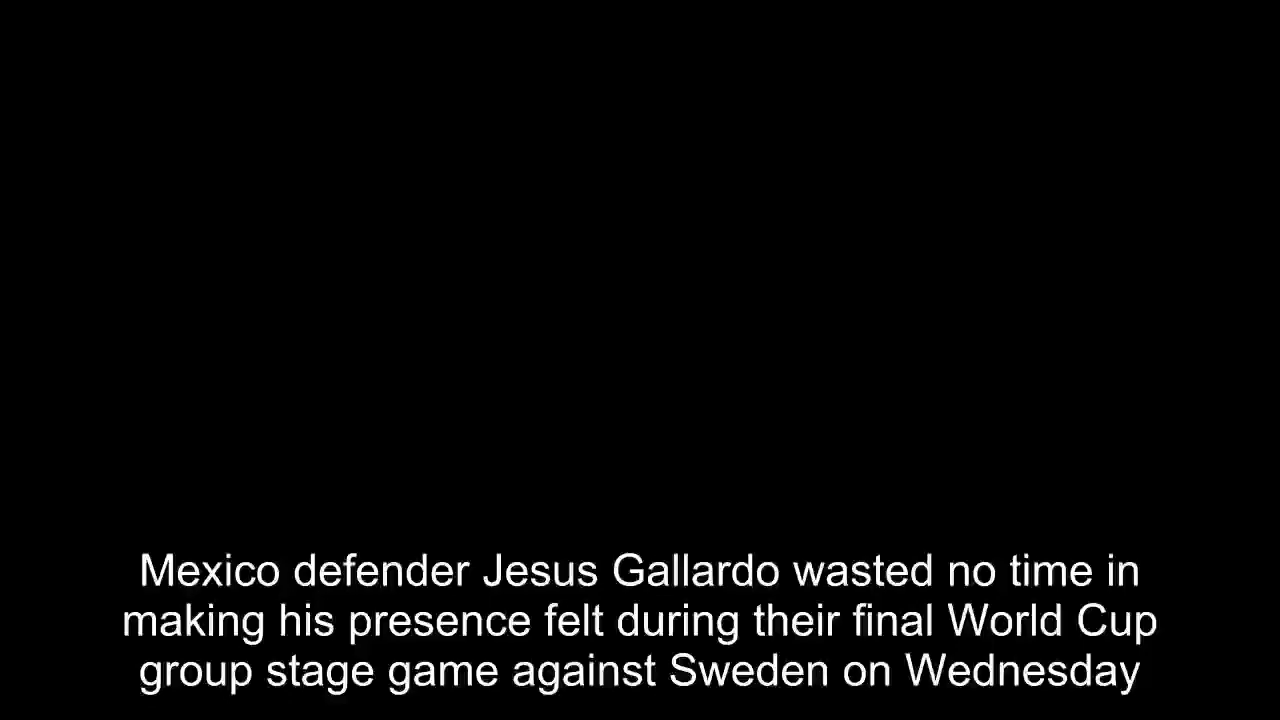 Mexico defender Jesus Gallardo wasted no time in
making his presence felt during their final World Cup
group stage game against Sweden on Wednesday